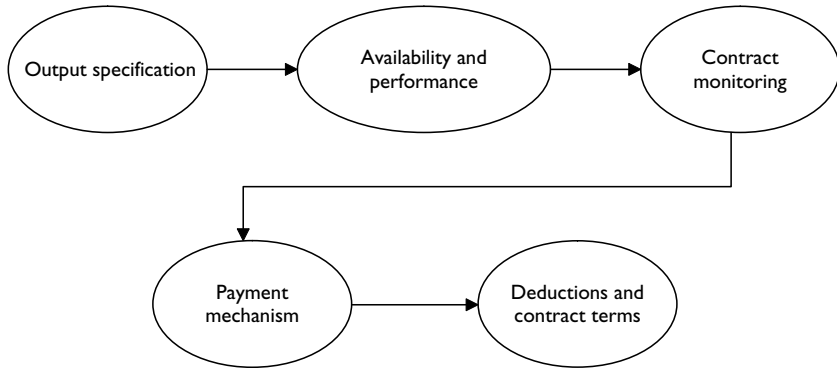 Output specification
Availability and
performance
Contract
monitoring
Payment
mechanism
Deductions and
contract terms